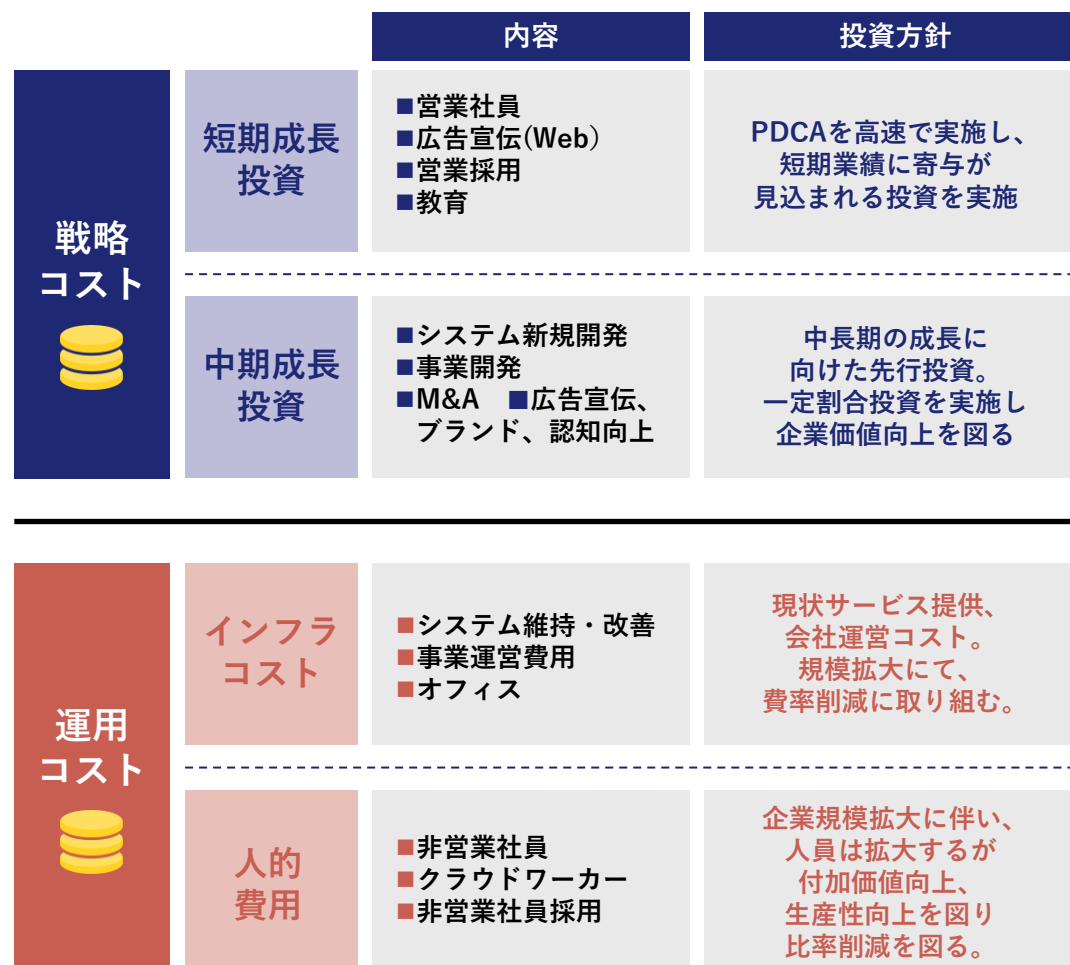 内容
投資方針
戦略
コスト
短期成長
投資
■営業社員
■広告宣伝(Web）
■営業採用
■教育
PDCAを高速で実施し、
短期業績に寄与が
見込まれる投資を実施
中期成長
投資
■システム新規開発
■事業開発
■M&A　■広告宣伝、
ブランド、認知向上
中長期の成長に
向けた先行投資。
一定割合投資を実施し
企業価値向上を図る
運用
コスト
インフラ
コスト
■システム維持・改善
■事業運営費用
■オフィス
現状サービス提供、
会社運営コスト。
規模拡大にて、
費率削減に取り組む。
人的
費用
■非営業社員
■クラウドワーカー
■非営業社員採用
企業規模拡大に伴い、
人員は拡大するが
付加価値向上、
生産性向上を図り
比率削減を図る。